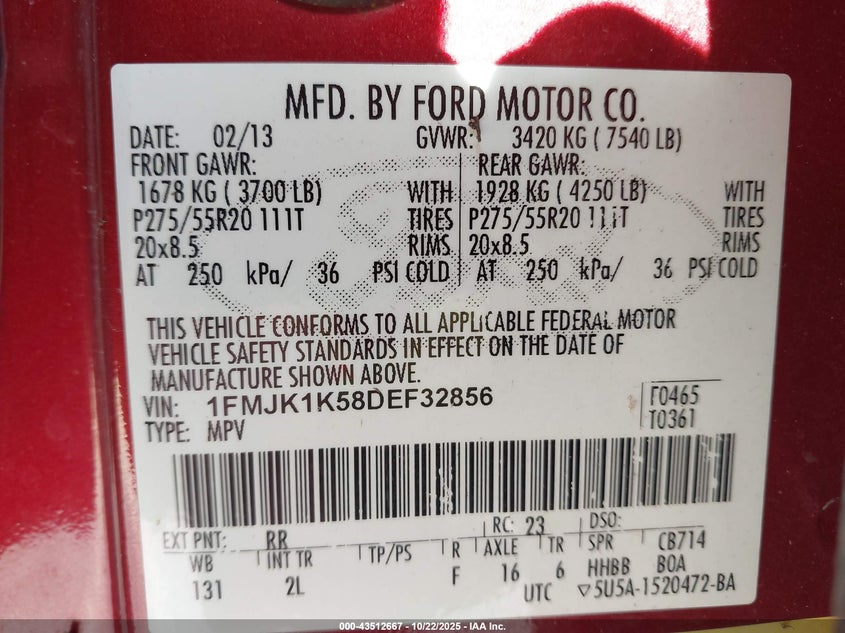 MFD. BY FORD MOTOR CO.
DATE: 02/13 GVWR: 3420 KG ( 7540 LB)
FRONT GAWR: REAR GAWR:
1678 KG ( 3700 LB) WITH 1928 KG ( 4250 LB) WITH
P275/55R20 111T TIRES P275/55R20 111T TIRES
20x8.5 RIMS 20x8.5 RIMS
AT 250 kPa/ 36 PSI COLD AT 250 kPa/ 36 PSI COLD
THIS VEHICLE CONFORMS TO ALL APPLICABLE FEDERAL MOTOR
VEHICLE SAFETY STANDARDS IN EFFECT ON THE DATE OF
MANUFACTURE SHOWN ABOVE.
VIN: 1FMJK1K58DEF32856 F0465
TYPE: MPV T0361
EXT PNT: RR RC: 23 DSO:
WB INT TR TP/PS R AXLE TR SPR CB714
131 2L F 16 6 HHBB BOA
UTC ▽5U5A-1520472-BA
000-43512667 - 10/22/2025 - IAA Inc.